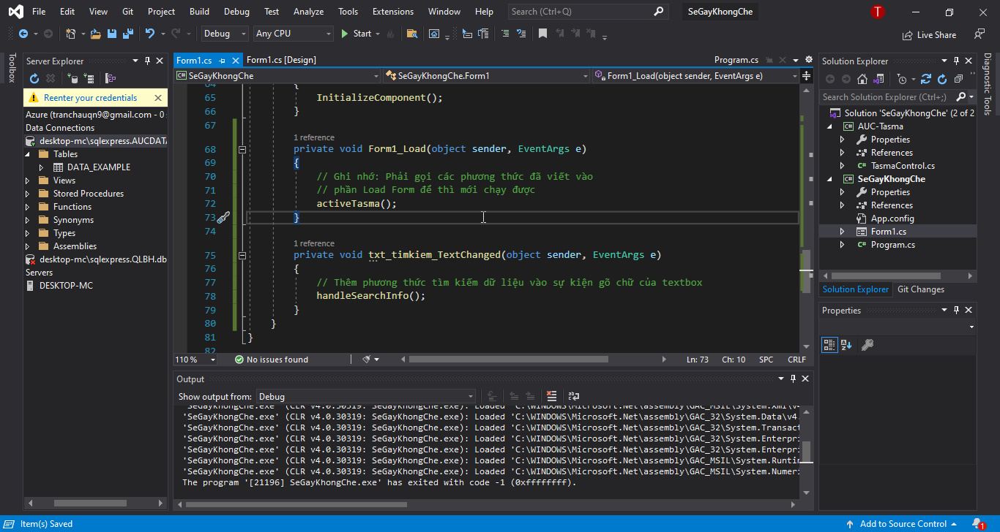 File Edit View Git Project Build Debug Test Analyze Tools Extensions Window Help Search (Ctrl+Q) SeGayKhongChe T
Debug Any CPU Start Live Share
Toolbox
Server Explorer
Reenter your credentials
Azure (tranchauqn9@gmail.com - 0
Data Connections
desktop-mc\sqlexpress.AUCDATA
Tables
DATA_EXAMPLE
Views
Stored Procedures
Functions
Synonyms
Types
Assemblies
desktop-mc\sqlexpress.QLBH.db
Servers
DESKTOP-MC
Form1.cs Form1.cs [Design] Program.cs
SeGayKhongChe SeGayKhongChe.Form1 Form1_Load(object sender, EventArgs e)
64 {
65 InitializeComponent();
66 }
67
1 reference
68 private void Form1_Load(object sender, EventArgs e)
69 {
70 // Ghi nhớ: Phải gọi các phương thức đã viết vào
71 // phần Load Form để thì mới chạy được
72 activeTasma();
73 }
74
1 reference
75 private void txt_timkiem_TextChanged(object sender, EventArgs e)
76 {
77 // Thêm phương thức tìm kiếm dữ liệu vào sự kiện gõ chữ của textbox
78 handleSearchInfo();
79 }
80 }
81 }
82
110 % No issues found Ln: 73 Ch: 10 SPC CRLF
Output
Show output from: Debug
'SeGayKhongChe.exe' (CLR v4.0.30319: SeGayKhongChe.exe): Loaded 'C:\WINDOWS\Microsoft.Net\assembly\GAC_MSIL\System.Xml\v4
'SeGayKhongChe.exe' (CLR v4.0.30319: SeGayKhongChe.exe): Loaded 'C:\WINDOWS\Microsoft.Net\assembly\GAC_32\System.Data\v4.
'SeGayKhongChe.exe' (CLR v4.0.30319: SeGayKhongChe.exe): Loaded 'C:\WINDOWS\Microsoft.Net\assembly\GAC_32\System.Transact
'SeGayKhongChe.exe' (CLR v4.0.30319: SeGayKhongChe.exe): Loaded 'C:\WINDOWS\Microsoft.Net\assembly\GAC_32\System.Enterpri
'SeGayKhongChe.exe' (CLR v4.0.30319: SeGayKhongChe.exe): Loaded 'C:\WINDOWS\Microsoft.Net\assembly\GAC_32\System.Enterpri
'SeGayKhongChe.exe' (CLR v4.0.30319: SeGayKhongChe.exe): Loaded 'C:\WINDOWS\Microsoft.Net\assembly\GAC_MSIL\System.Runtim
'SeGayKhongChe.exe' (CLR v4.0.30319: SeGayKhongChe.exe): Loaded 'C:\WINDOWS\Microsoft.Net\assembly\GAC_MSIL\System.Numeri
The program '[21196] SeGayKhongChe.exe' has exited with code -1 (0xffffffff).
Solution Explorer
Search Solution Explorer (Ctrl+;)
Solution 'SeGayKhongChe' (2 of 2
AUC-Tasma
Properties
References
TasmaControl.cs
SeGayKhongChe
Properties
References
App.config
Form1.cs
Program.cs
Solution Explorer Git Changes
Properties
Diagnostic Tools
Item(s) Saved Add to Source Control 1